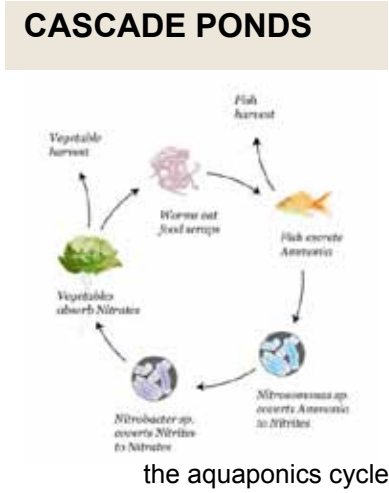 CASCADE PONDS
Fish
harvest
Vegetable
harvest
Worms eat
food scraps
Fish excrete
Ammonia
Vegetables
absorb Nitrates
Nitrosomonas sp.
coverts Ammonia
to Nitrites
Nitrobacter sp.
coverts Nitrites
to Nitrates
the aquaponics cycle